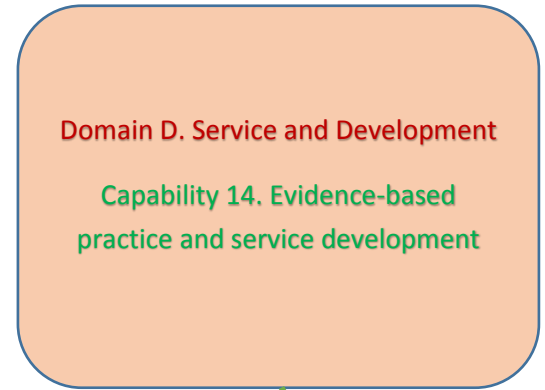 Domain D. Service and Development
Capability 14. Evidence-based
practice and service development